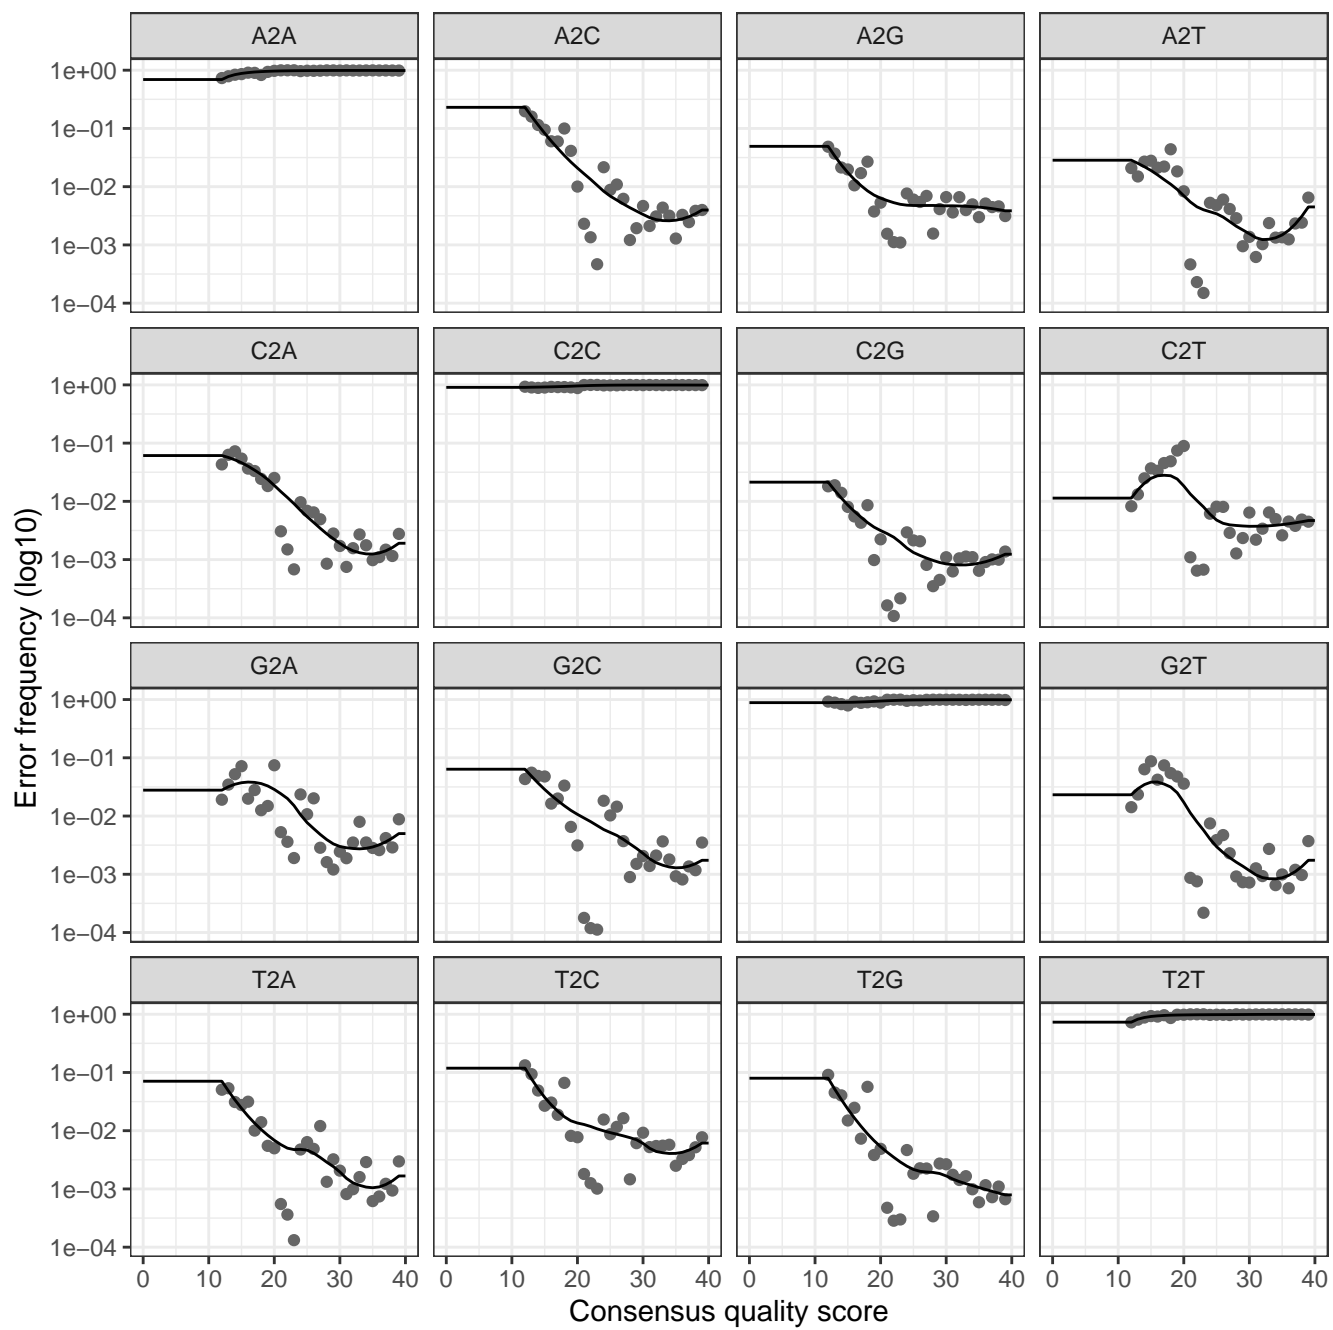 A2A A2C A2G A2T
1e+00
1e−01
1e−02
1e−03
1e−04
C2A C2C C2G C2T
1e+00
1e−01
1e−02
1e−03
1e−04
G2A G2C G2G G2T
1e+00
1e−01
1e−02
1e−03
1e−04
T2A T2C T2G T2T
1e+00
1e−01
1e−02
1e−03
1e−04
0 10 20 30 40 0 10 20 30 40 0 10 20 30 40 0 10 20 30 40
Consensus quality score
Error frequency (log10)